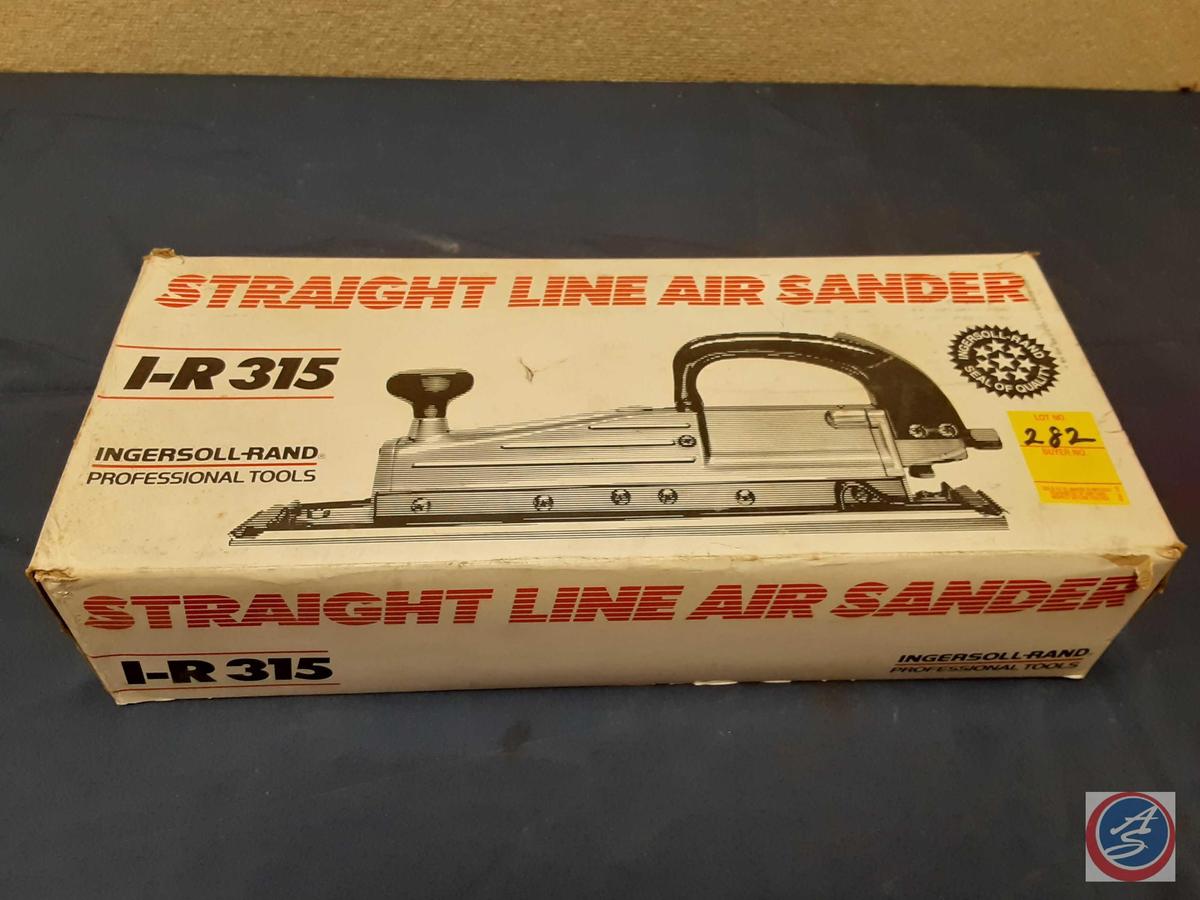 STRAIGHT LINE AIR SANDER
I-R 315
INGERSOLL-RAND
SEAL OF QUALITY
LOT NO.
282
BUYER NO.
INGERSOLL-RAND®
PROFESSIONAL TOOLS
STRAIGHT LINE AIR SANDER
I-R 315
INGERSOLL-RAND
PROFESSIONAL TOOLS
AS